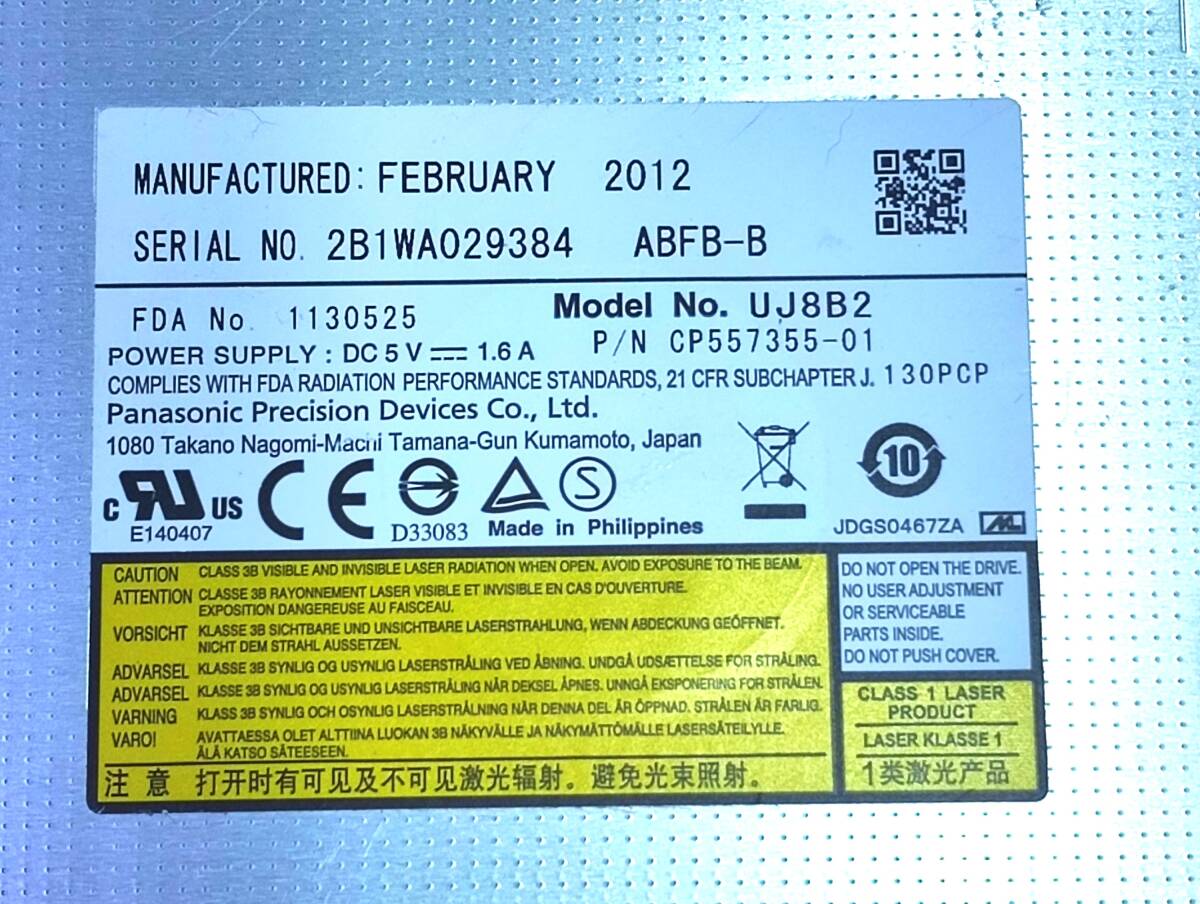 MANUFACTURED: FEBRUARY 2012
SERIAL NO. 2B1WA029384 ABFB-B
FDA No. 1130525 Model No. UJ8B2
POWER SUPPLY : DC 5 V ⎓ 1.6 A P/N CP557355-01
COMPLIES WITH FDA RADIATION PERFORMANCE STANDARDS, 21 CFR SUBCHAPTER J. 130PCP
Panasonic Precision Devices Co., Ltd.
1080 Takano Nagomi-Machi Tamana-Gun Kumamoto, Japan
c RU US CE S 10
E140407 D33083 Made in Philippines JDGS0467ZA ML
CAUTION CLASS 3B VISIBLE AND INVISIBLE LASER RADIATION WHEN OPEN. AVOID EXPOSURE TO THE BEAM.
ATTENTION CLASSE 3B RAYONNEMENT LASER VISIBLE ET INVISIBLE EN CAS D'OUVERTURE.
EXPOSITION DANGEREUSE AU FAISCEAU.
VORSICHT KLASSE 3B SICHTBARE UND UNSICHTBARE LASERSTRAHLUNG, WENN ABDECKUNG GEÖFFNET.
NICHT DEM STRAHL AUSSETZEN.
ADVARSEL KLASSE 3B SYNLIG OG USYNLIG LASERSTRÅLING VED ÅBNING. UNDGÅ UDSÆTTELSE FOR STRÅLING.
ADVARSEL KLASSE 3B SYNLIG OG USYNLIG LASERSTRÅLING NÅR DEKSEL ÅPNES. UNNGÅ EKSPONERING FOR STRÅLEN.
VARNING KLASS 3B SYNLIG OCH OSYNLIG LASERSTRÅLNING NÄR DENNA DEL ÄR ÖPPNAD. STRÅLEN ÄR FARLIG.
VARO! AVATTAESSA OLET ALTTIINA LUOKAN 3B NÄKYVÄLLE JA NÄKYMÄTTÖMÄLLE LASERSÄTEILYLLE.
ÄLÄ KATSO SÄTEESEEN.
注意 打开时有可见及不可见激光辐射。避免光束照射。
DO NOT OPEN THE DRIVE.
NO USER ADJUSTMENT
OR SERVICEABLE
PARTS INSIDE.
DO NOT PUSH COVER.
CLASS 1 LASER
PRODUCT
LASER KLASSE 1
1类激光产品